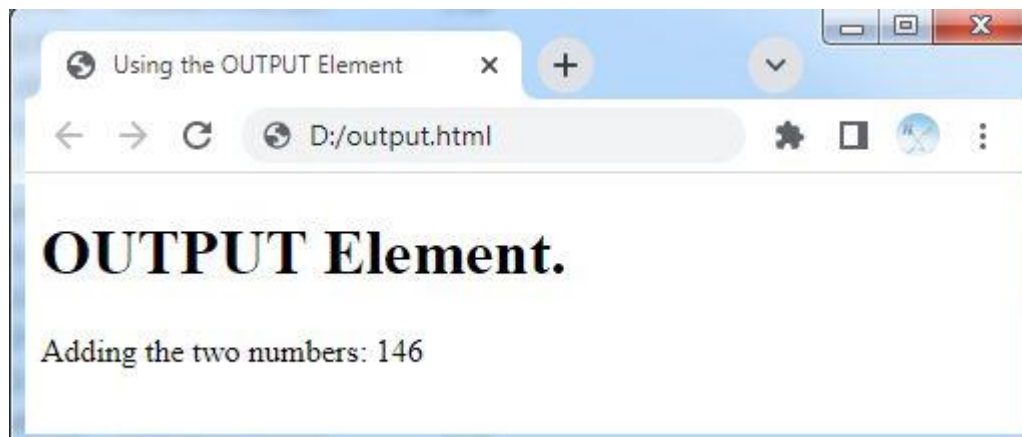 Using the OUTPUT Element
D:/output.html
OUTPUT Element.
Adding the two numbers: 146